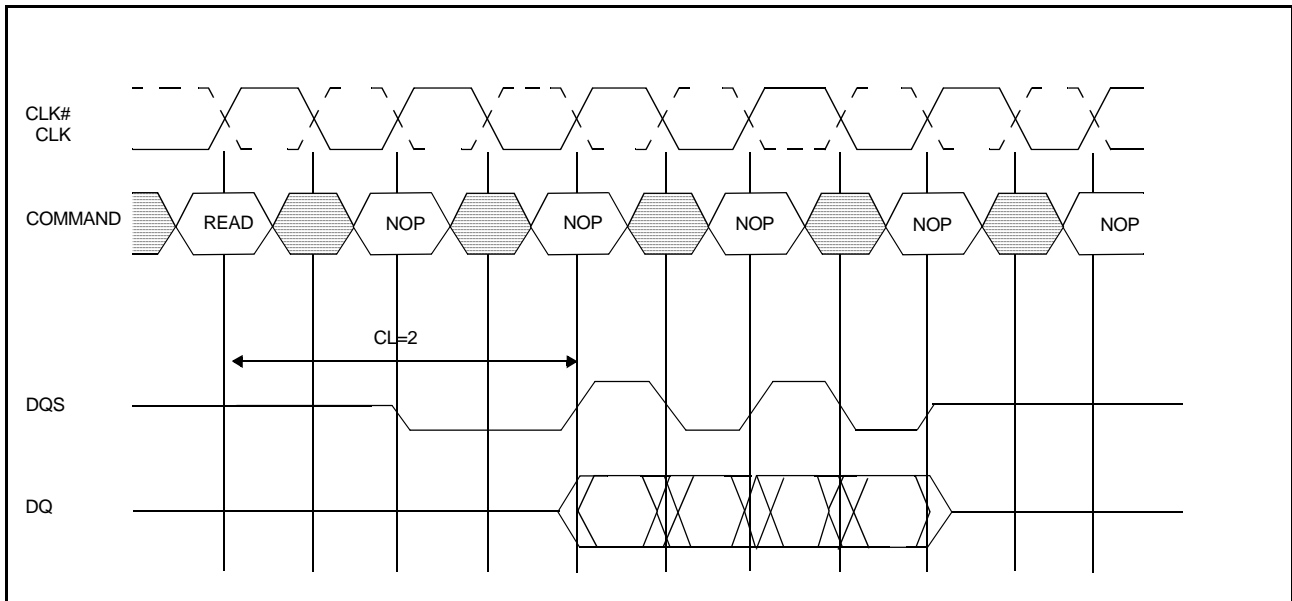 CLK#
CLK
COMMAND
READ
NOP
NOP
NOP
NOP
NOP
CL=2
DQS
DQ